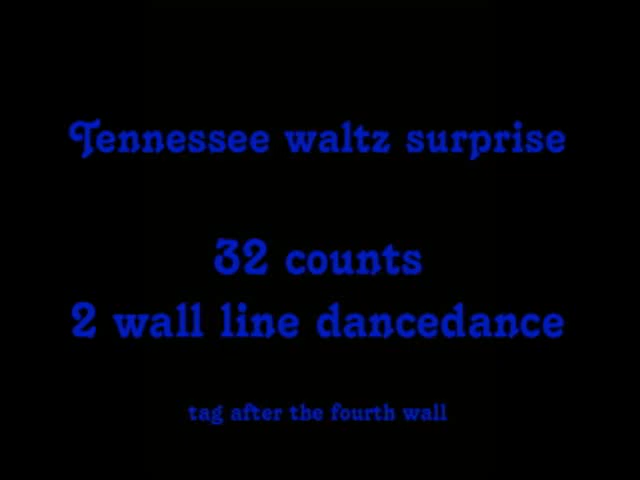 Tennessee waltz surprise
32 counts
2 wall line dancedance
tag after the fourth wall